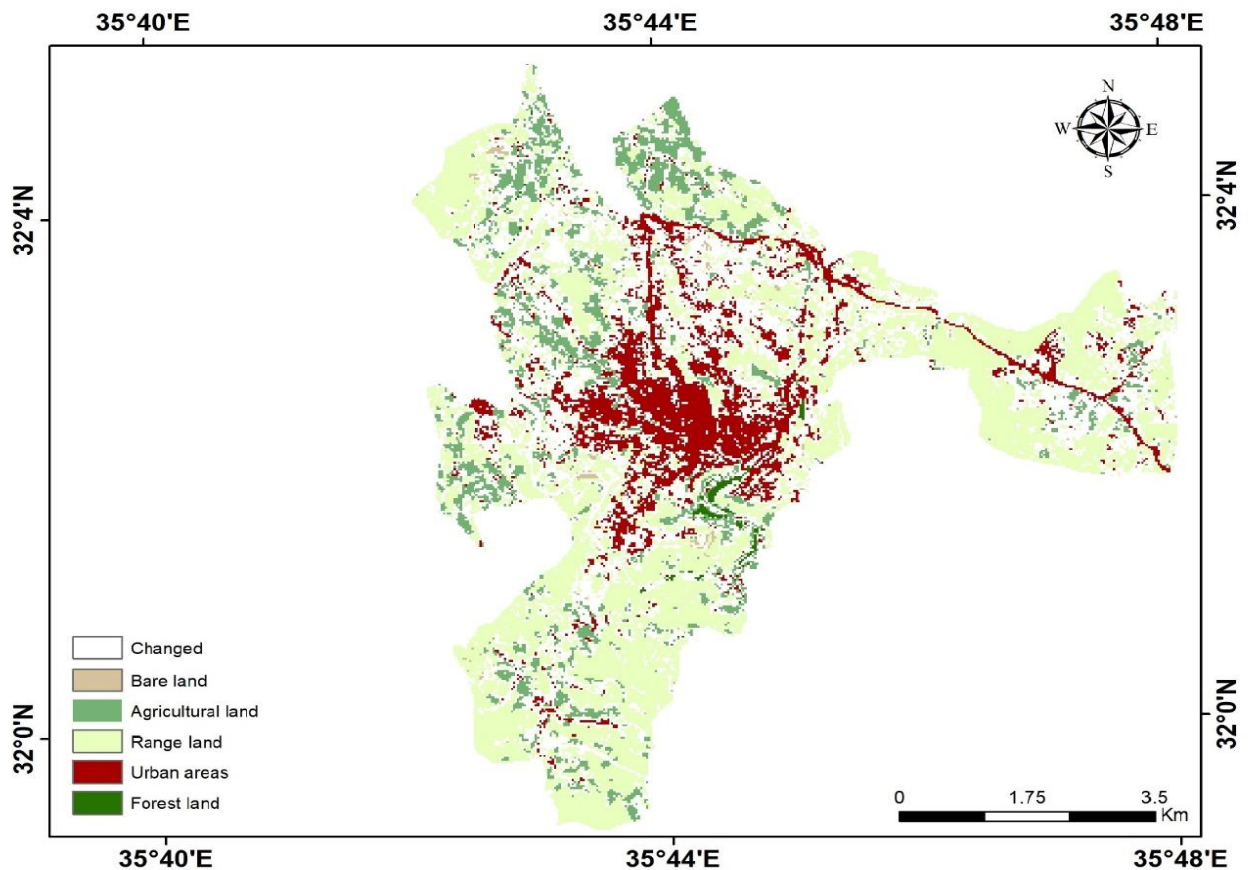 35°40'E 35°44'E 35°48'E
N
W E
S
32°4'N 32°4'N
Changed
Bare land
Agricultural land
Range land
Urban areas
Forest land
32°0'N 32°0'N
0 1.75 3.5
Km
35°40'E 35°44'E 35°48'E